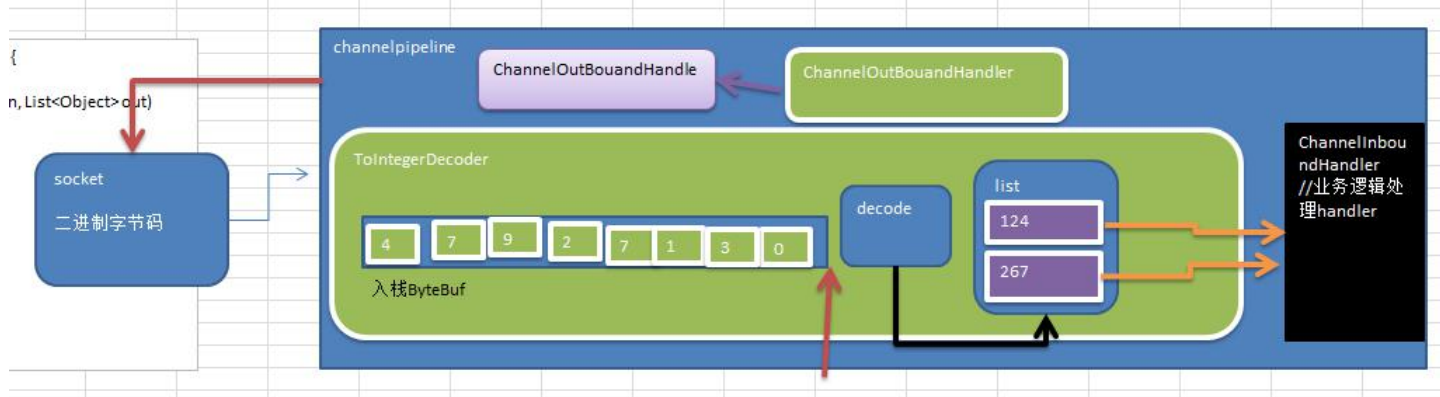 {
n, List<Object>out)
socket
二进制字节码
channelpipeline
ChannelOutBouandHandle
ChannelOutBouandHandler
ToIntegerDecoder
4 7 9 2 7 1 3 0
入栈ByteBuf
decode
list
124
267
ChannelInbou
ndHandler
//业务逻辑处
理handler